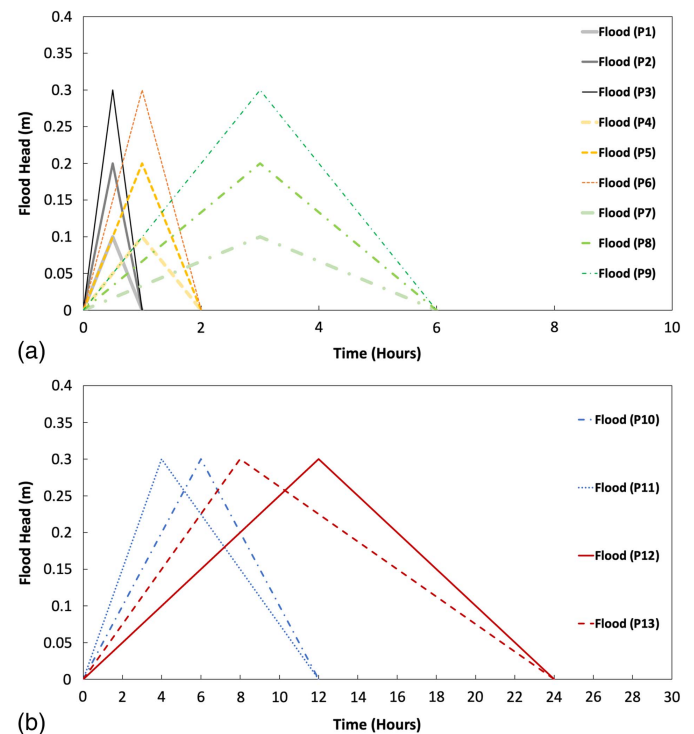 0.4
0.35
0.3
0.25
0.2
0.15
0.1
0.05
0
Flood Head (m)
0 2 4 6 8 10
Time (Hours)
Flood (P1)
Flood (P2)
Flood (P3)
Flood (P4)
Flood (P5)
Flood (P6)
Flood (P7)
Flood (P8)
Flood (P9)
(a)
0.4
0.35
0.3
0.25
0.2
0.15
0.1
0.05
0
Flood Head (m)
0 2 4 6 8 10 12 14 16 18 20 22 24 26 28 30
Time (Hours)
Flood (P10)
Flood (P11)
Flood (P12)
Flood (P13)
(b)